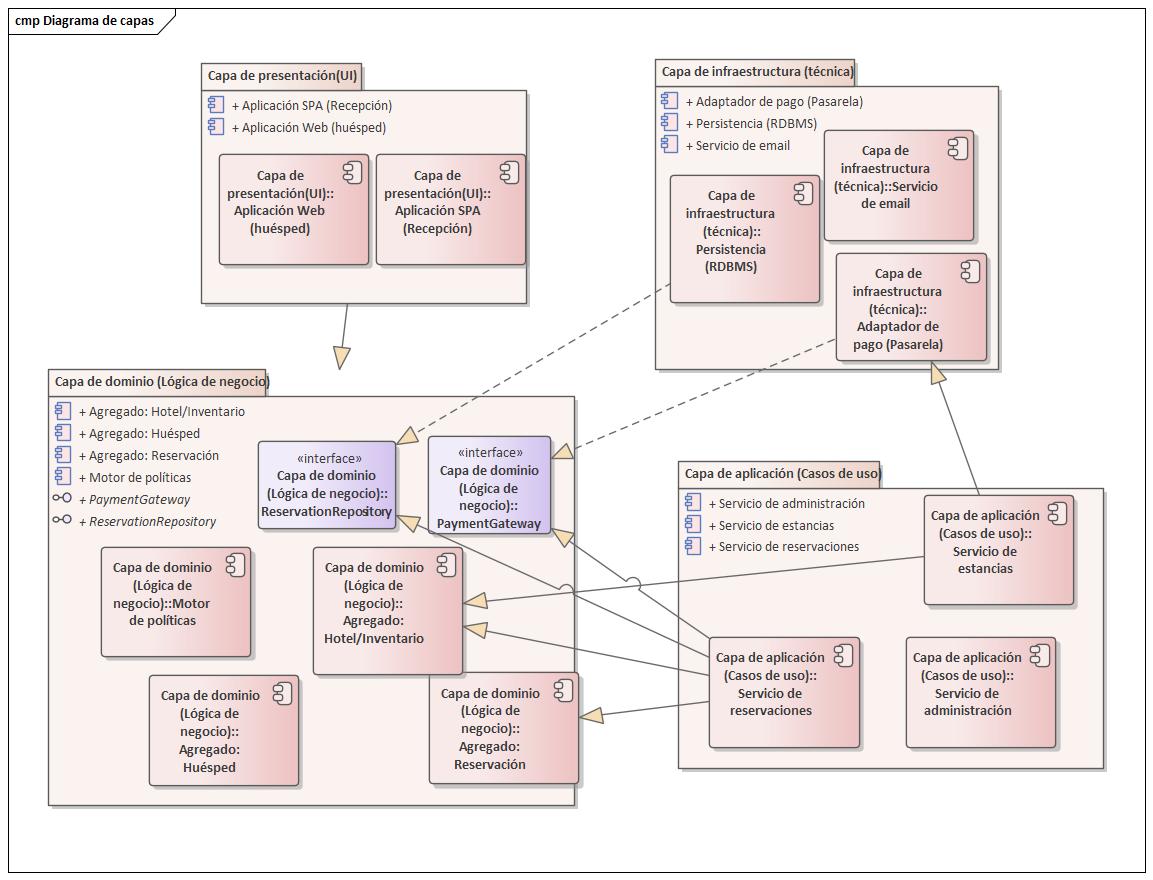 cmp Diagrama de capas
Capa de presentación(UI)
+ Aplicación SPA (Recepción)
+ Aplicación Web (huésped)
Capa de
presentación(UI)::
Aplicación Web
(huésped)
Capa de
presentación(UI)::
Aplicación SPA
(Recepción)
Capa de infraestructura (técnica)
+ Adaptador de pago (Pasarela)
+ Persistencia (RDBMS)
+ Servicio de email
Capa de
infraestructura
(técnica)::Servicio
de email
Capa de
infraestructura
(técnica)::
Persistencia
(RDBMS)
Capa de
infraestructura
(técnica)::
Adaptador de
pago (Pasarela)
Capa de dominio (Lógica de negocio)
+ Agregado: Hotel/Inventario
+ Agregado: Huésped
+ Agregado: Reservación
+ Motor de políticas
+ PaymentGateway
+ ReservationRepository
«interface»
Capa de dominio
(Lógica de negocio)::
ReservationRepository
«interface»
Capa de dominio
(Lógica de
negocio)::
PaymentGateway
Capa de dominio
(Lógica de
negocio)::Motor
de políticas
Capa de dominio
(Lógica de
negocio)::
Agregado:
Hotel/Inventario
Capa de dominio
(Lógica de
negocio)::
Agregado:
Huésped
Capa de dominio
(Lógica de
negocio)::
Agregado:
Reservación
Capa de aplicación (Casos de uso)
+ Servicio de administración
+ Servicio de estancias
+ Servicio de reservaciones
Capa de aplicación
(Casos de uso)::
Servicio de
estancias
Capa de aplicación
(Casos de uso)::
Servicio de
reservaciones
Capa de aplicación
(Casos de uso)::
Servicio de
administración